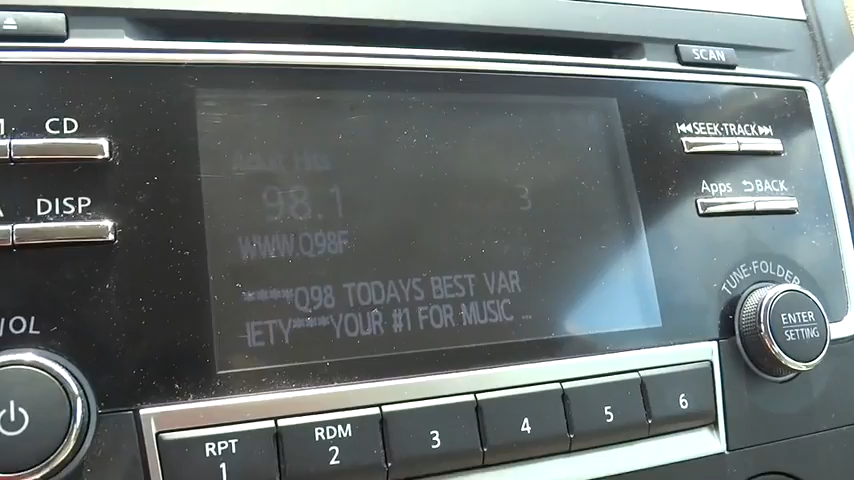 SCAN
CD
SEEK·TRACK
DISP
Apps BACK
98.1 3
WWW.Q98F
TUNE·FOLDER
****Q98 TODAYS BEST VAR
IETY****YOUR #1 FOR MUSIC ...
ENTER
SETTING
VOL
RPT RDM
1 2 3 4 5 6